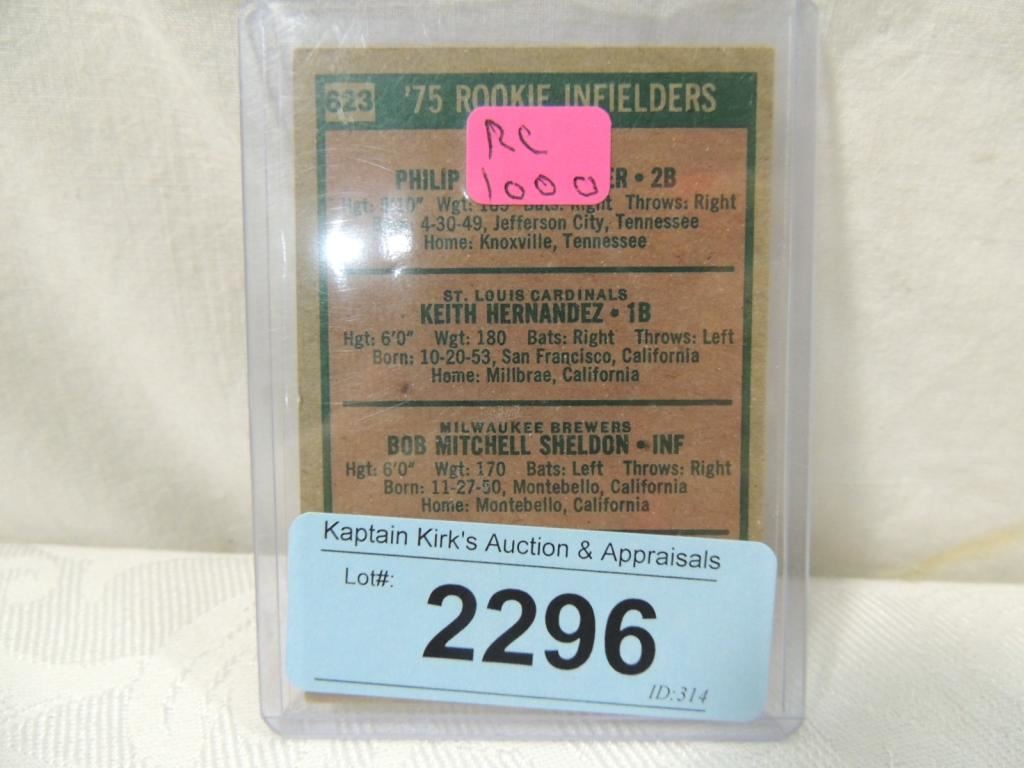 623 '75 ROOKIE INFIELDERS
RC
1000
PHILIP ER • 2B
Wgt: Bats: Right Throws: Right
4-30-49, Jefferson City, Tennessee
Home: Knoxville, Tennessee
ST. LOUIS CARDINALS
KEITH HERNANDEZ • 1B
Hgt: 6'0" Wgt: 180 Bats: Right Throws: Left
Born: 10-20-53, San Francisco, California
Home: Millbrae, California
MILWAUKEE BREWERS
BOB MITCHELL SHELDON • INF
Hgt: 6'0" Wgt: 170 Bats: Left Throws: Right
Born: 11-27-50, Montebello, California
Home: Montebello, California
Kaptain Kirk's Auction & Appraisals
Lot#:
2296
ID:314